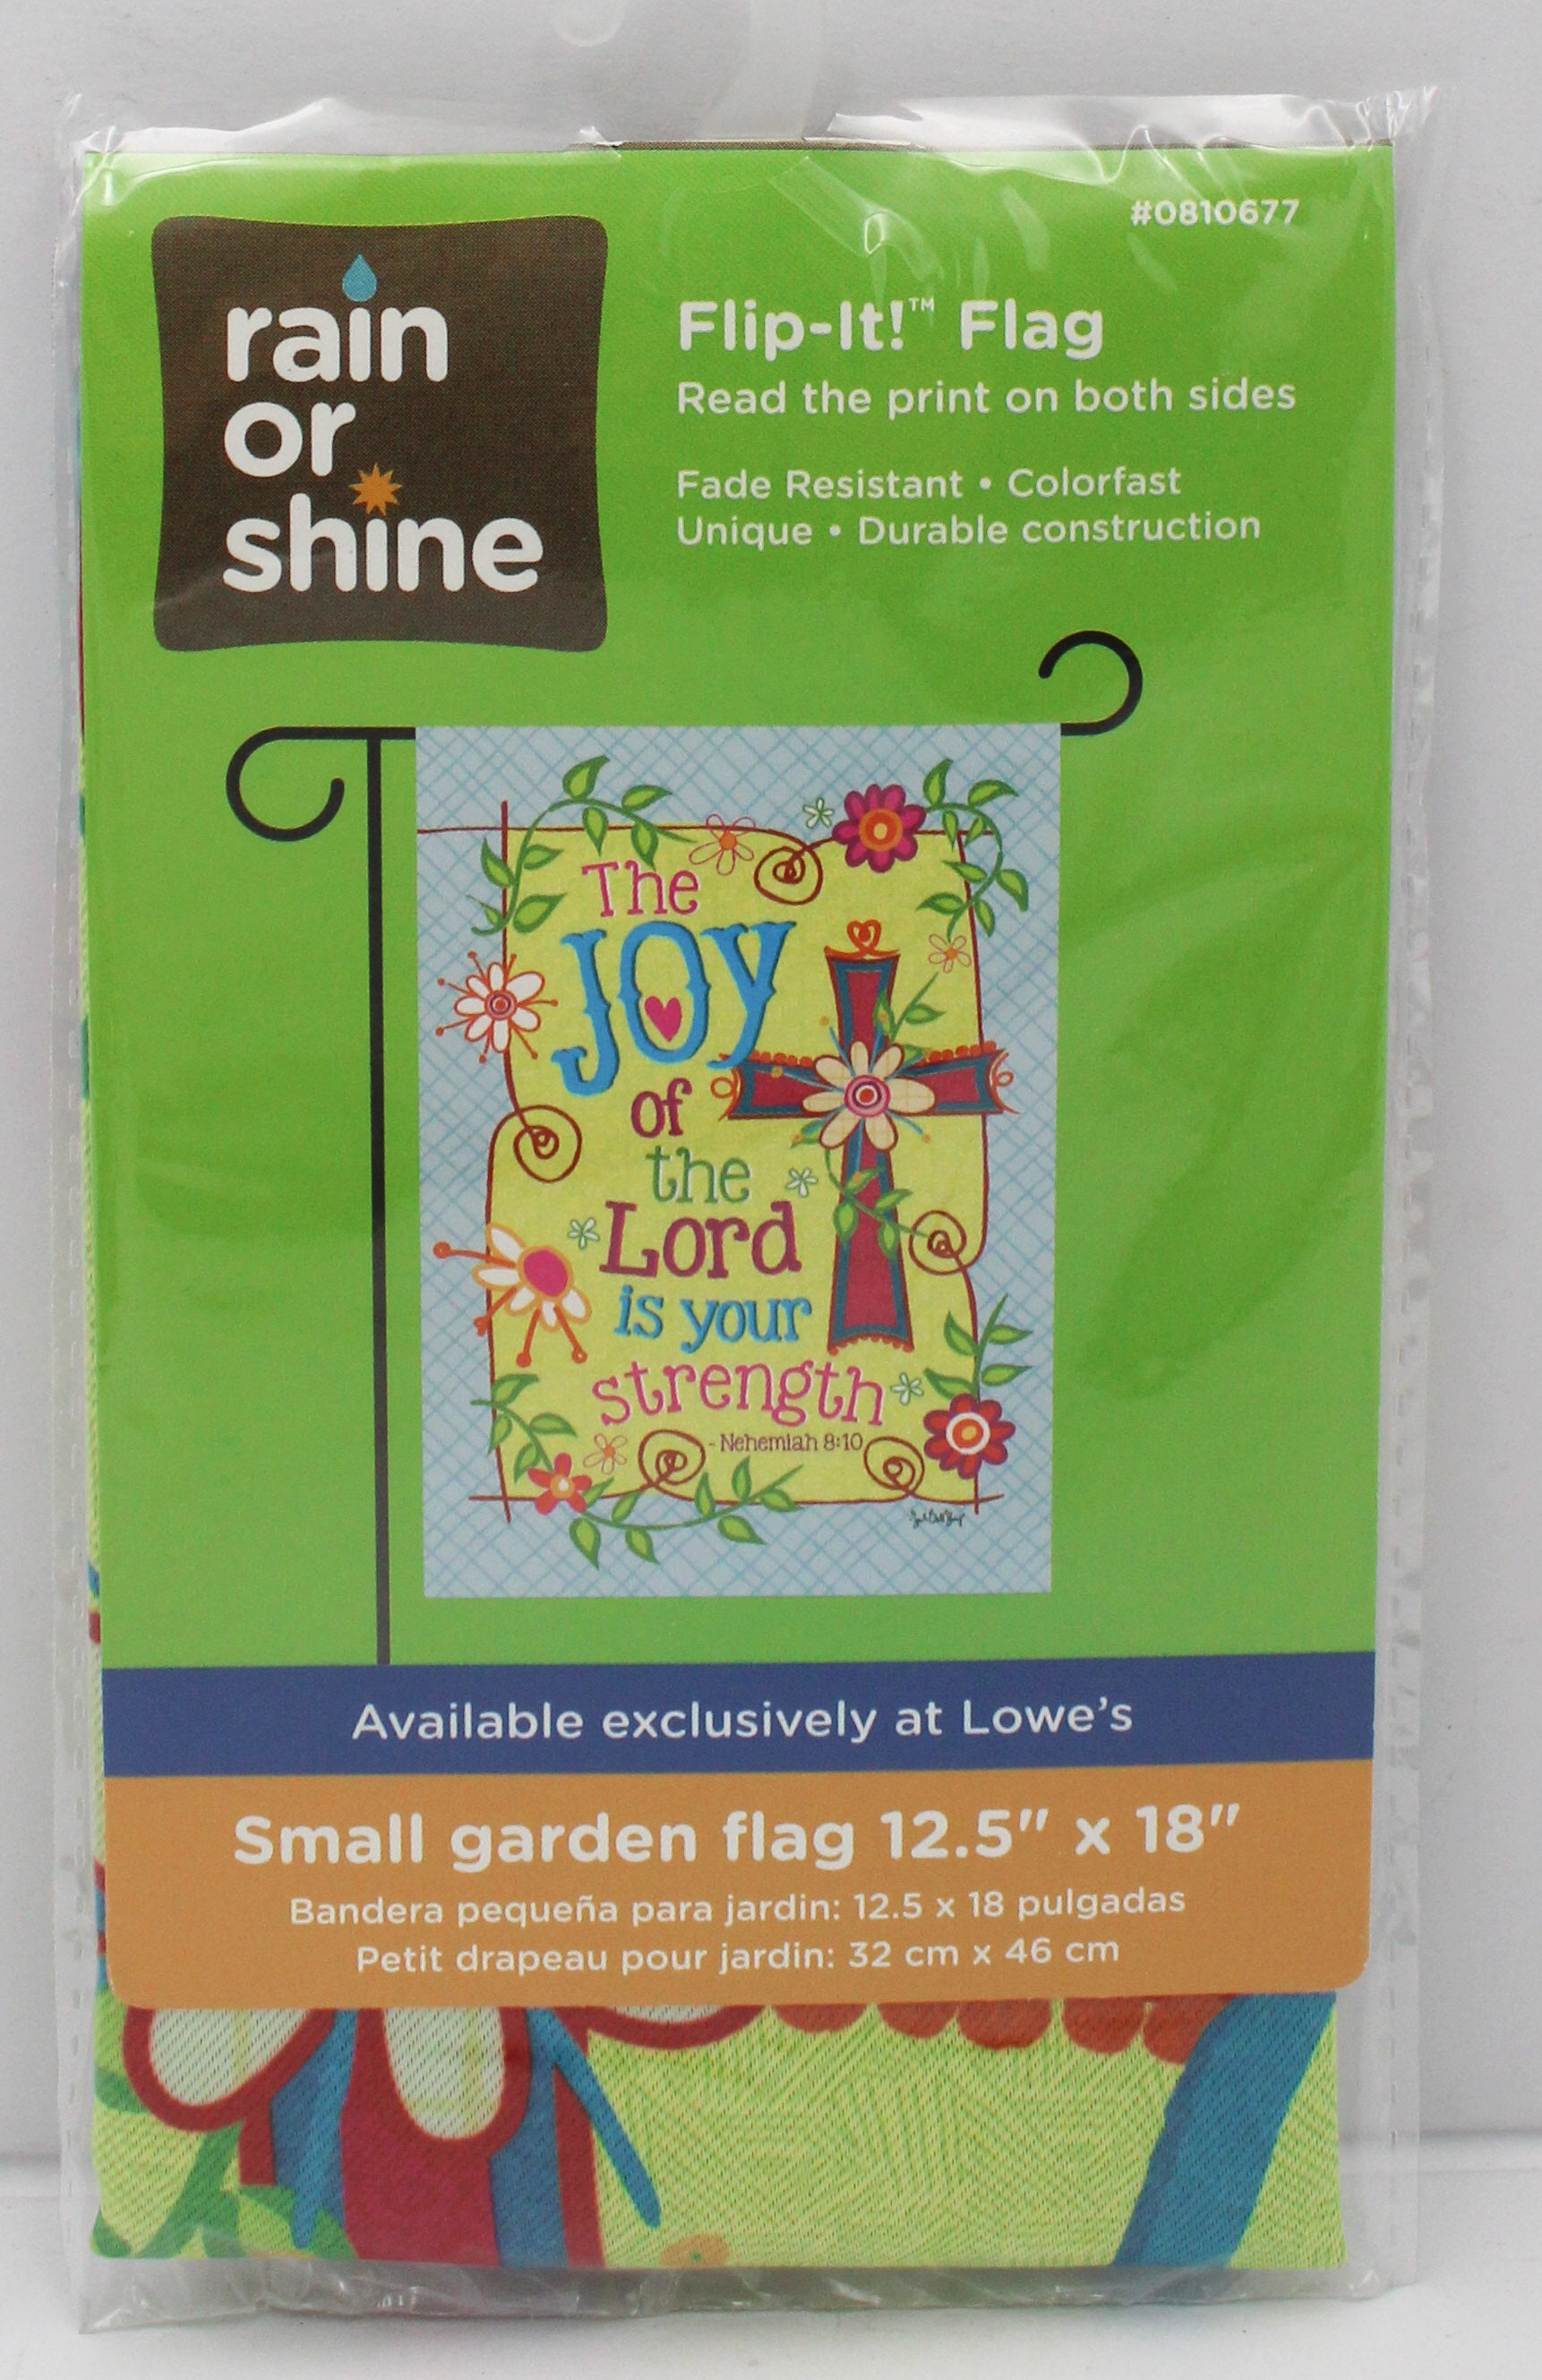 #0810677
rain
or
shine
Flip-It!™ Flag
Read the print on both sides
Fade Resistant • Colorfast
Unique • Durable construction
The
Joy
of
the
Lord
is your
strength
- Nehemiah 8:10
Available exclusively at Lowe's
Small garden flag 12.5" x 18"
Bandera pequeña para jardin: 12.5 x 18 pulgadas
Petit drapeau pour jardin: 32 cm x 46 cm